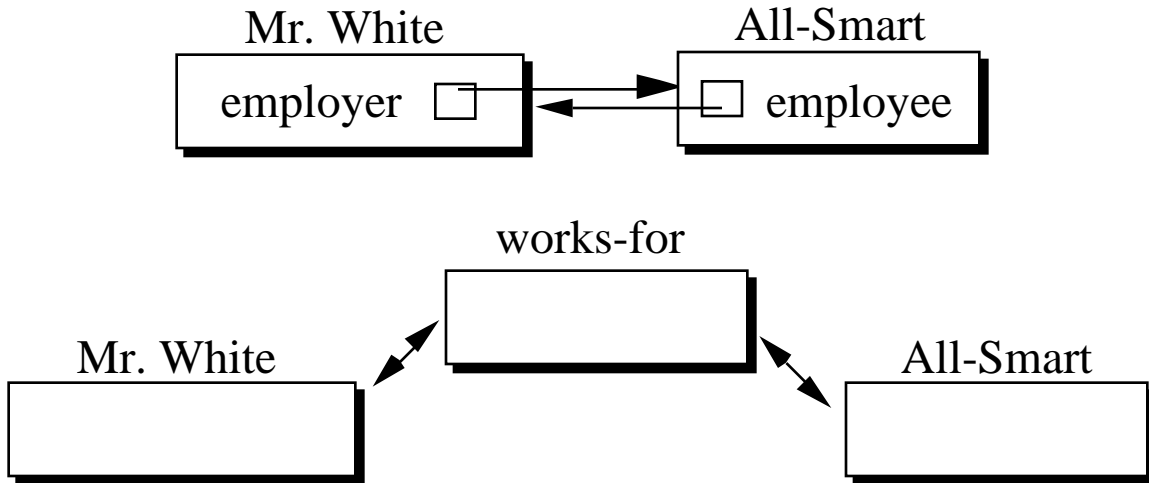 Mr. White
All-Smart
employer
employee
works-for
Mr. White
All-Smart